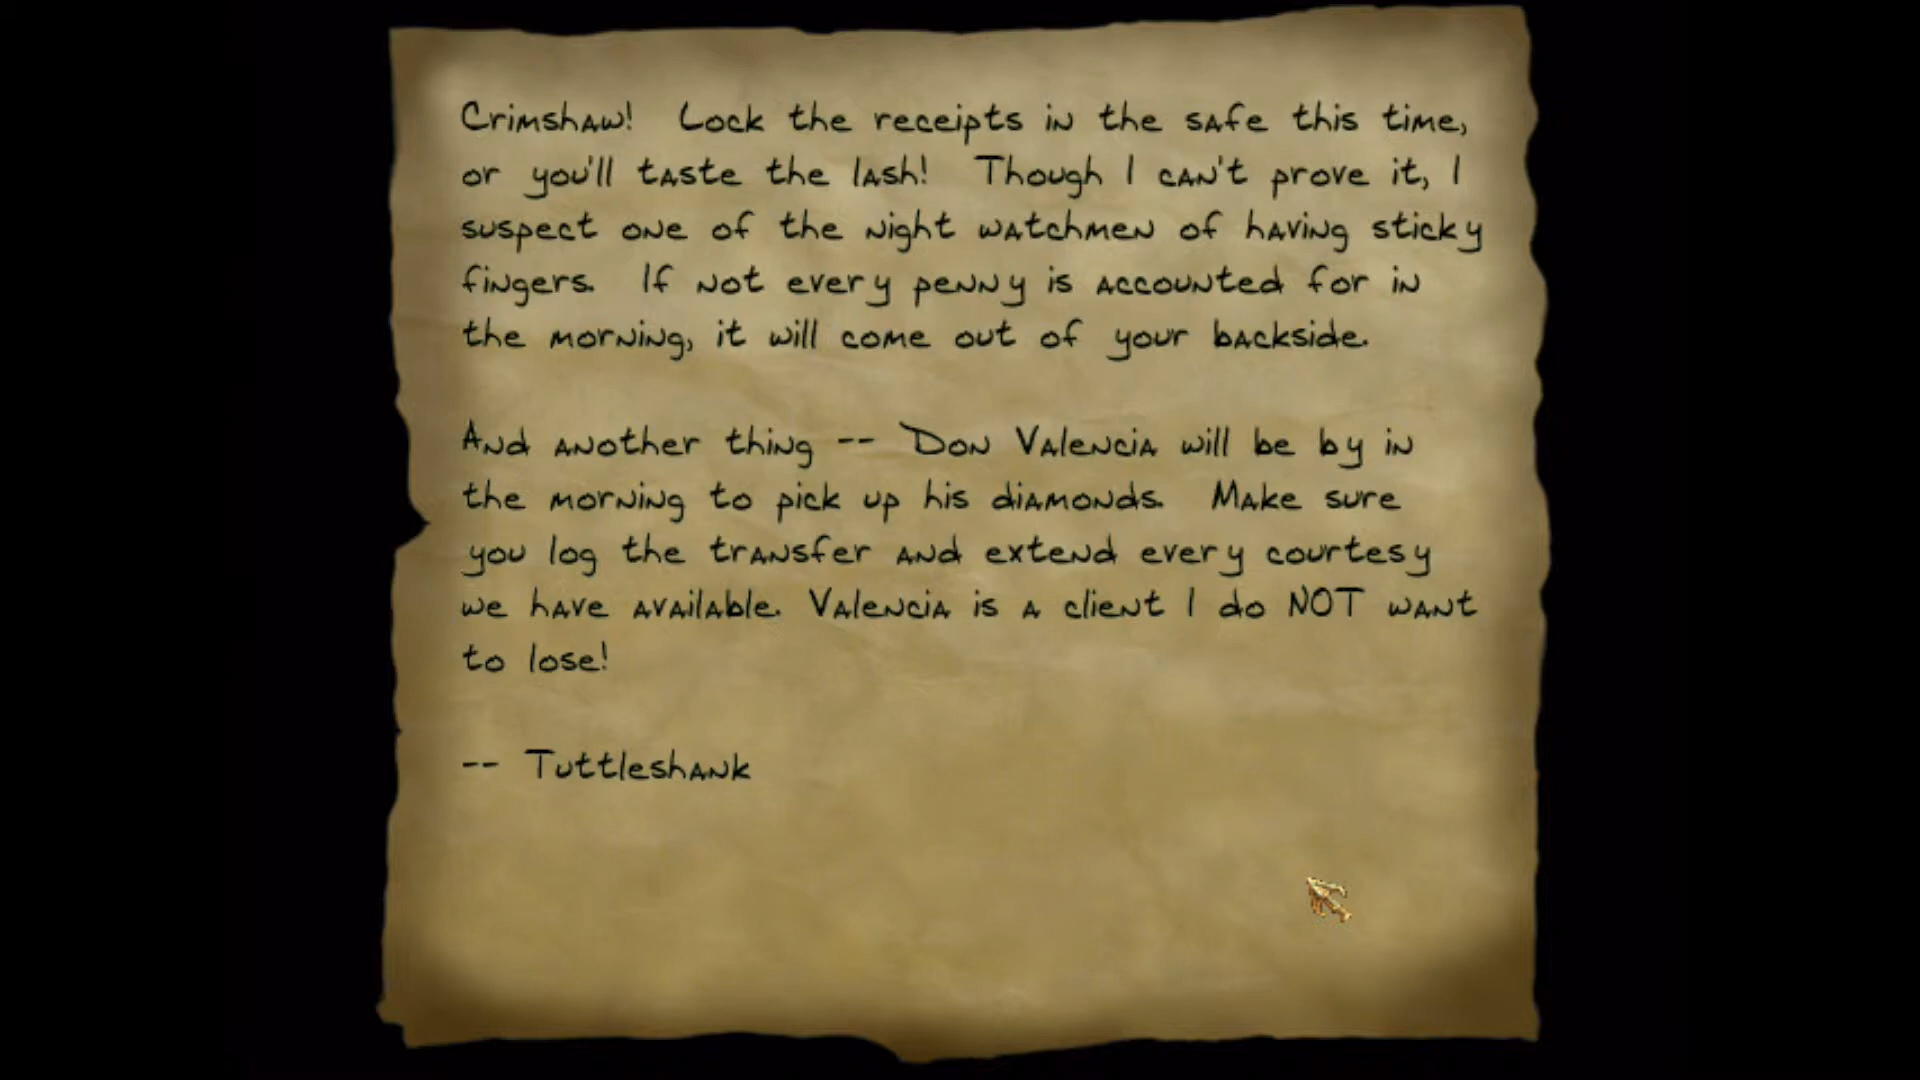 Crimshaw! Lock the receipts in the safe this time,
or you'll taste the lash! Though I can't prove it, I
suspect one of the night watchmen of having sticky
fingers. If not every penny is accounted for in
the morning, it will come out of your backside.
And another thing -- Don Valencia will be by in
the morning to pick up his diamonds. Make sure
you log the transfer and extend every courtesy
we have available. Valencia is a client I do NOT want
to lose!
-- Tuttleshank